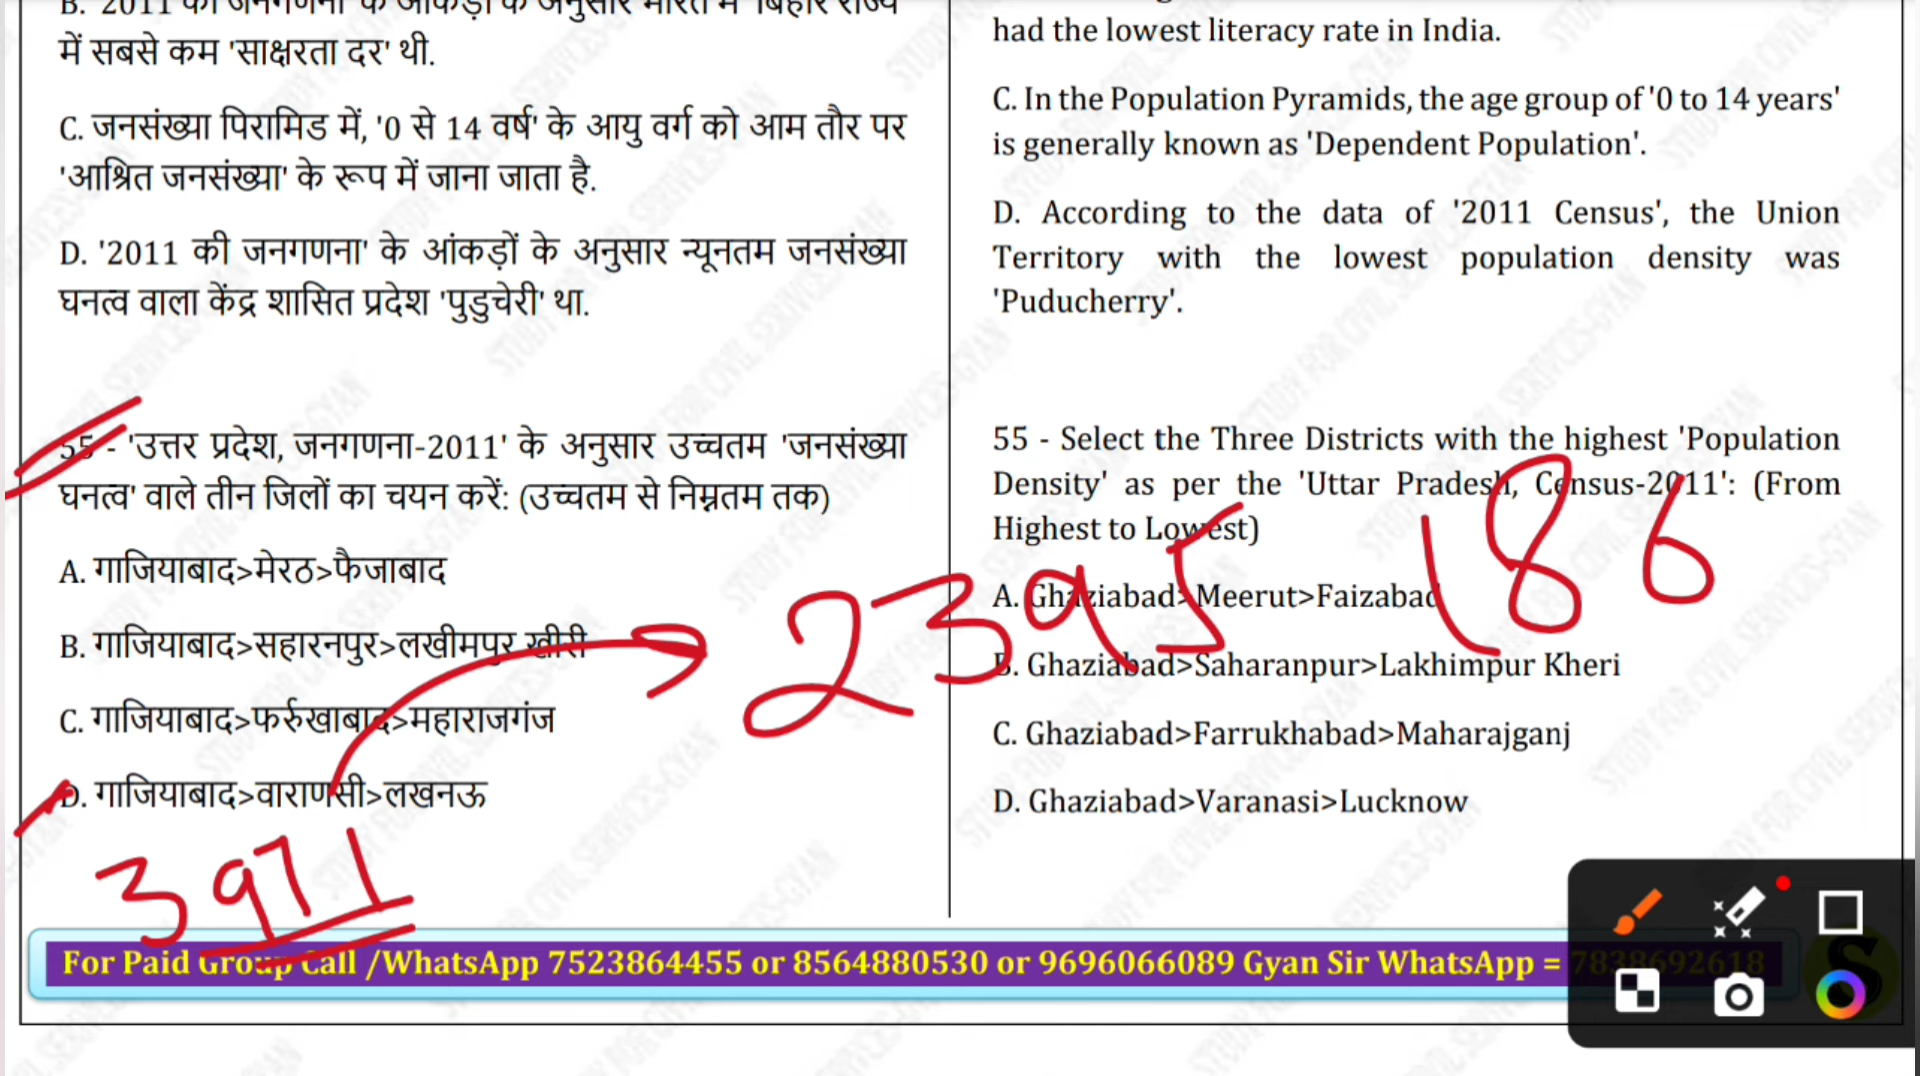 B. 2011 की जनगणना के आंकड़ों के अनुसार भारत में बिहार राज्य
में सबसे कम 'साक्षरता दर' थी.
C. जनसंख्या पिरामिड में, '0 से 14 वर्ष' के आयु वर्ग को आम तौर पर
'आश्रित जनसंख्या' के रूप में जाना जाता है.
D. '2011 की जनगणना' के आंकड़ों के अनुसार न्यूनतम जनसंख्या
घनत्व वाला केंद्र शासित प्रदेश 'पुडुचेरी' था.
55 - 'उत्तर प्रदेश, जनगणना-2011' के अनुसार उच्चतम 'जनसंख्या
घनत्व' वाले तीन जिलों का चयन करें: (उच्चतम से निम्नतम तक)
A. गाजियाबाद>मेरठ>फैजाबाद
B. गाजियाबाद>सहारनपुर>लखीमपुर खीरी
C. गाजियाबाद>फर्रुखाबाद>महाराजगंज
D. गाजियाबाद>वाराणसी>लखनऊ
3971
had the lowest literacy rate in India.
C. In the Population Pyramids, the age group of '0 to 14 years'
is generally known as 'Dependent Population'.
D. According to the data of '2011 Census', the Union
Territory with the lowest population density was
'Puducherry'.
55 - Select the Three Districts with the highest 'Population
Density' as per the 'Uttar Pradesh, Census-2011': (From
Highest to Lowest)
2395 186
A. Ghaziabad>Meerut>Faizabad
B. Ghaziabad>Saharanpur>Lakhimpur Kheri
C. Ghaziabad>Farrukhabad>Maharajganj
D. Ghaziabad>Varanasi>Lucknow
For Paid Group Call /WhatsApp 7523864455 or 8564880530 or 9696066089 Gyan Sir WhatsApp = 7838692618